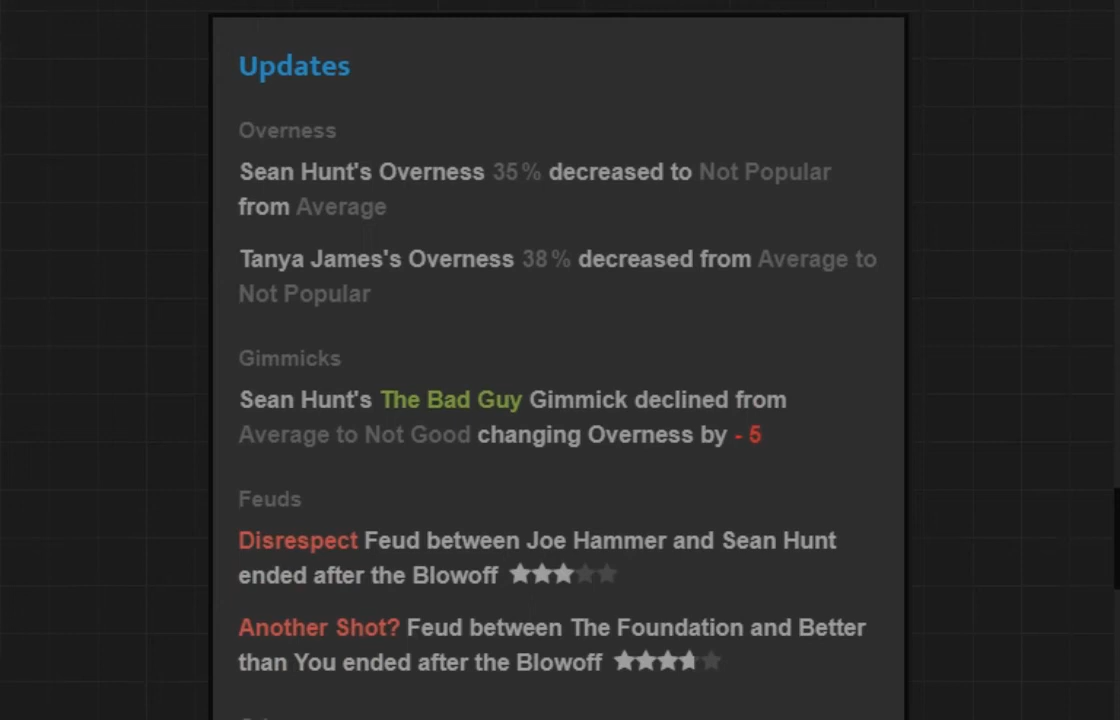 Updates
Overness
Sean Hunt's Overness 35% decreased to Not Popular
from Average
Tanya James's Overness 38% decreased from Average to
Not Popular
Gimmicks
Sean Hunt's The Bad Guy Gimmick declined from
Average to Not Good changing Overness by - 5
Feuds
Disrespect Feud between Joe Hammer and Sean Hunt
ended after the Blowoff
Another Shot? Feud between The Foundation and Better
than You ended after the Blowoff